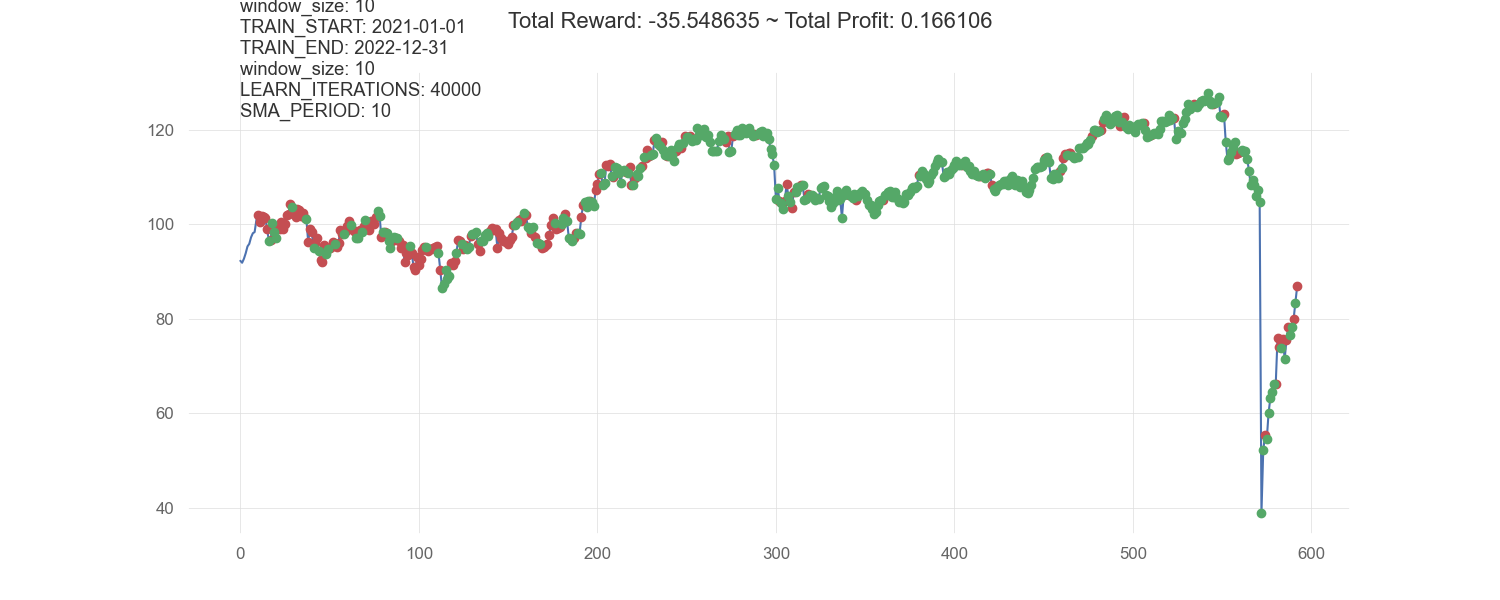 window_size: 10
Total Reward: -35.548635 ~ Total Profit: 0.166106
TRAIN_START: 2021-01-01
TRAIN_END: 2022-12-31
window_size: 10
LEARN_ITERATIONS: 40000
SMA_PERIOD: 10
120
100
80
60
40
0 100 200 300 400 500 600